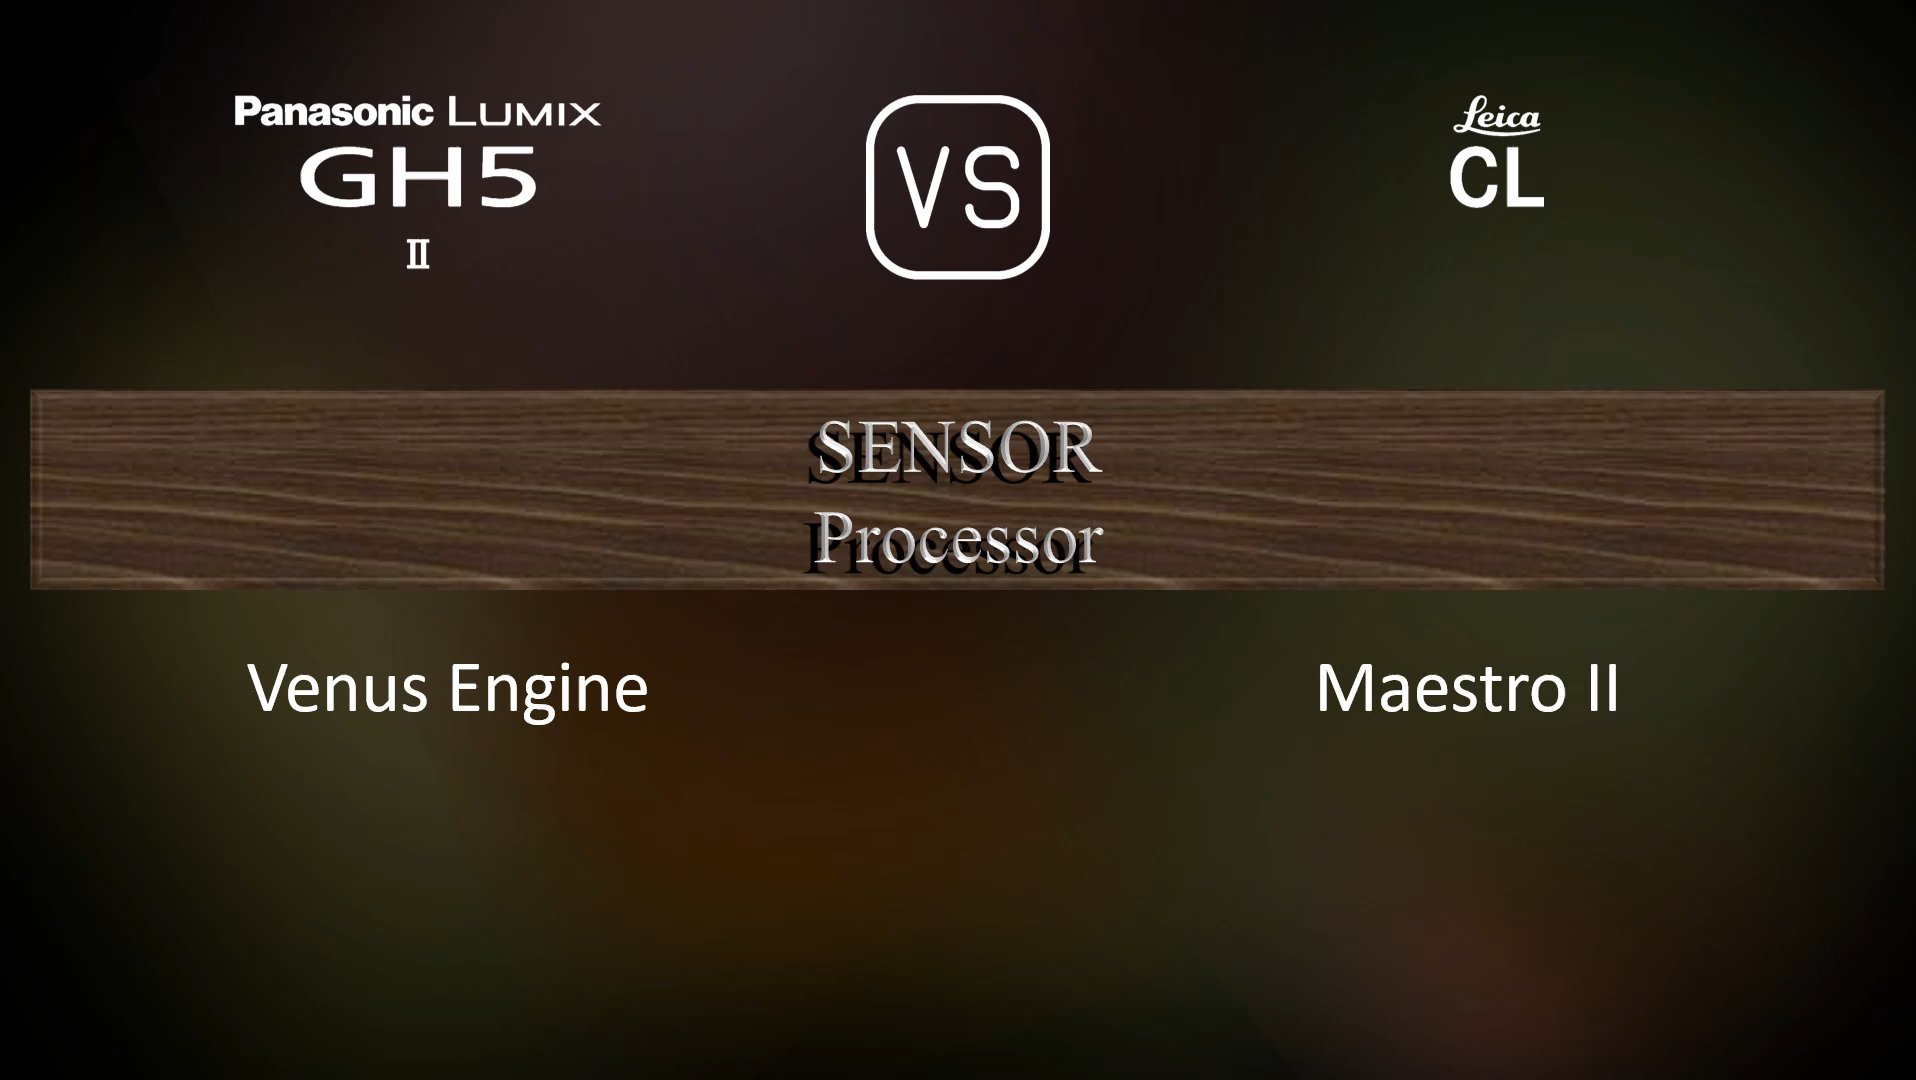 Panasonic LUMIX
GH5
II
VS
Leica
CL
SENSOR
Processor
Venus Engine
Maestro II